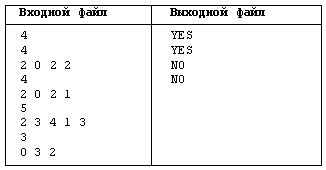 Входной файл Выходной файл
4 YES
4 YES
2 0 2 2 NO
4 NO
2 0 2 1
5
2 3 4 1 3
3
0 3 2